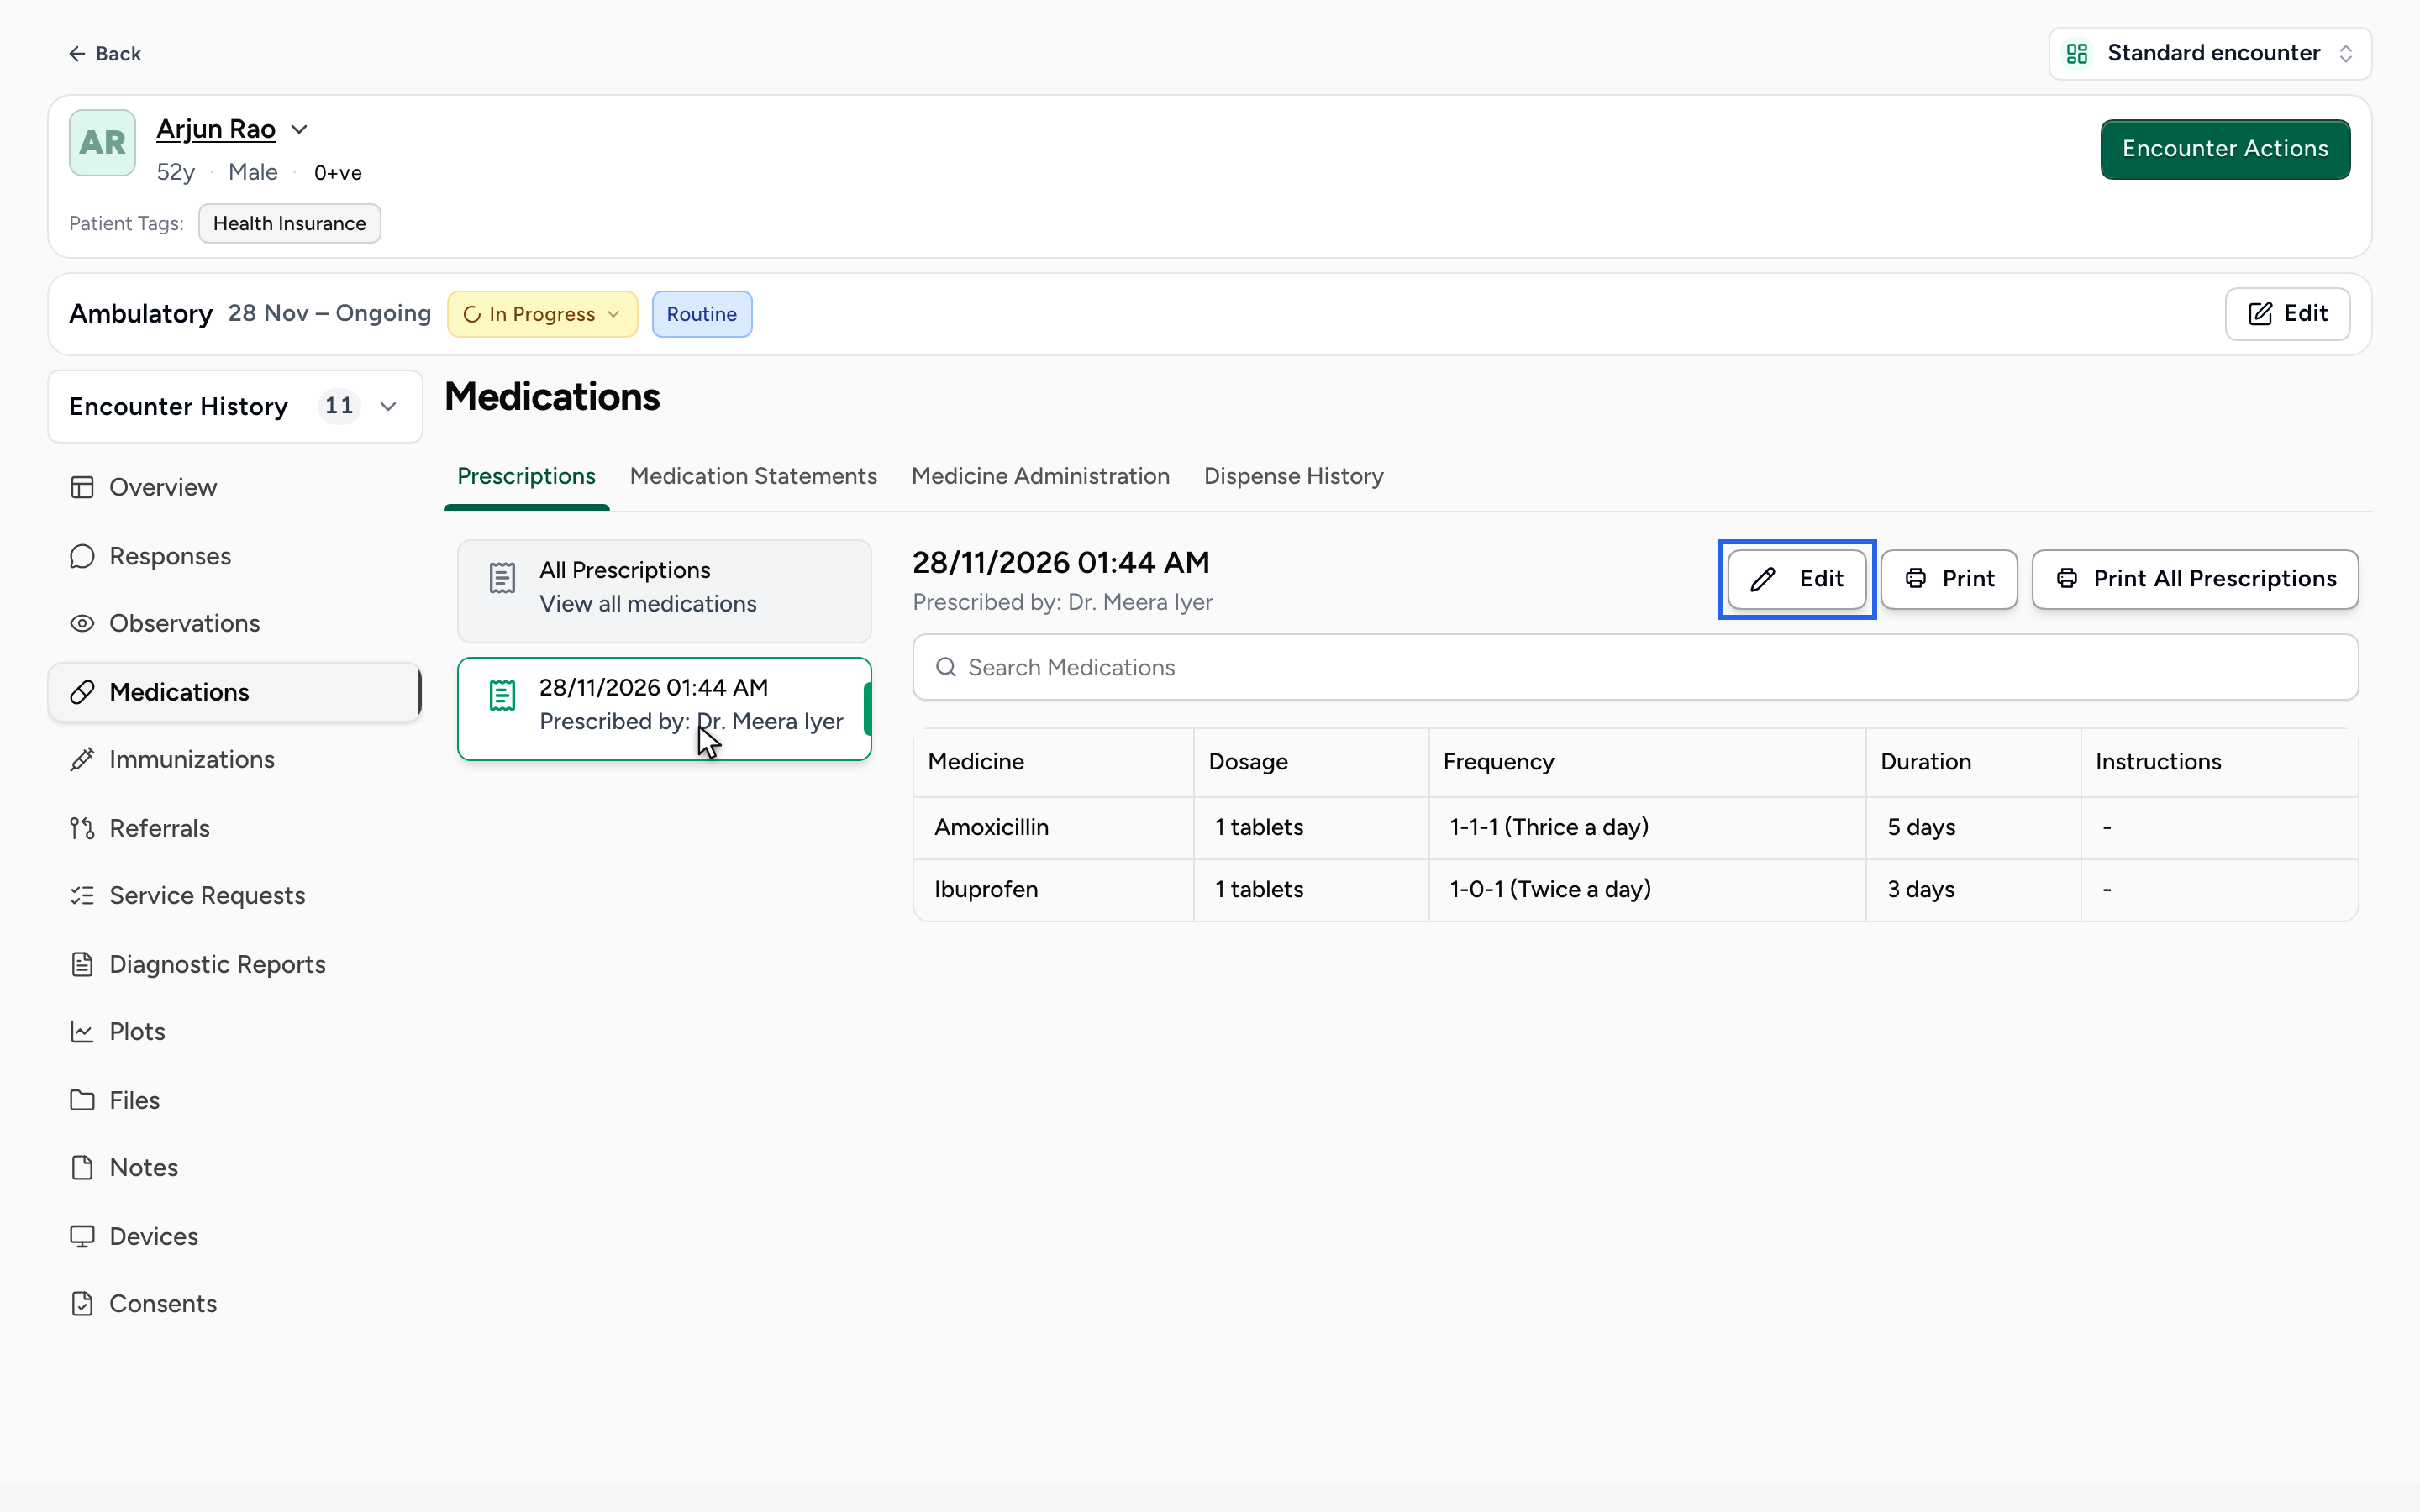 Back
Standard encounter
AR
Arjun Rao
52y · Male · 0+ve
Encounter Actions
Patient Tags: Health Insurance
Ambulatory 28 Nov – Ongoing In Progress Routine
Edit
Encounter History 11
Overview
Responses
Observations
Medications
Immunizations
Referrals
Service Requests
Diagnostic Reports
Plots
Files
Notes
Devices
Consents
Medications
Prescriptions Medication Statements Medicine Administration Dispense History
All Prescriptions
View all medications
28/11/2026 01:44 AM
Prescribed by: Dr. Meera Iyer
28/11/2026 01:44 AM
Prescribed by: Dr. Meera Iyer
Edit Print Print All Prescriptions
Search Medications
Medicine Dosage Frequency Duration Instructions
Amoxicillin 1 tablets 1-1-1 (Thrice a day) 5 days -
Ibuprofen 1 tablets 1-0-1 (Twice a day) 3 days -